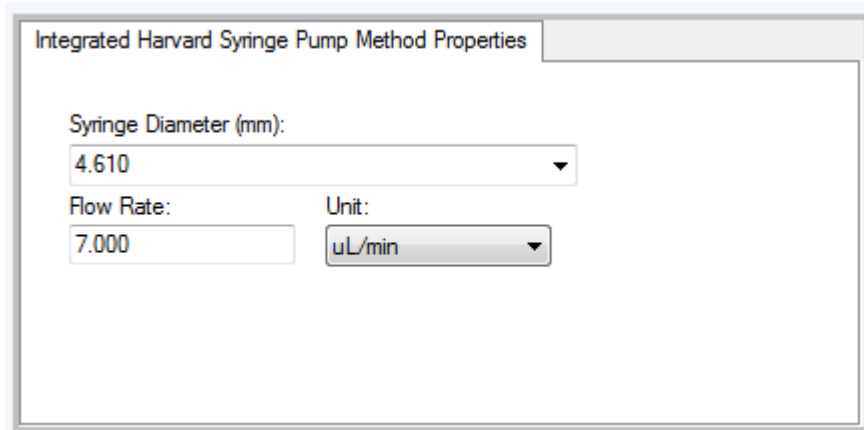 Integrated Harvard Syringe Pump Method Properties
Syringe Diameter (mm):
4.610
Flow Rate: Unit:
7.000 uL/min